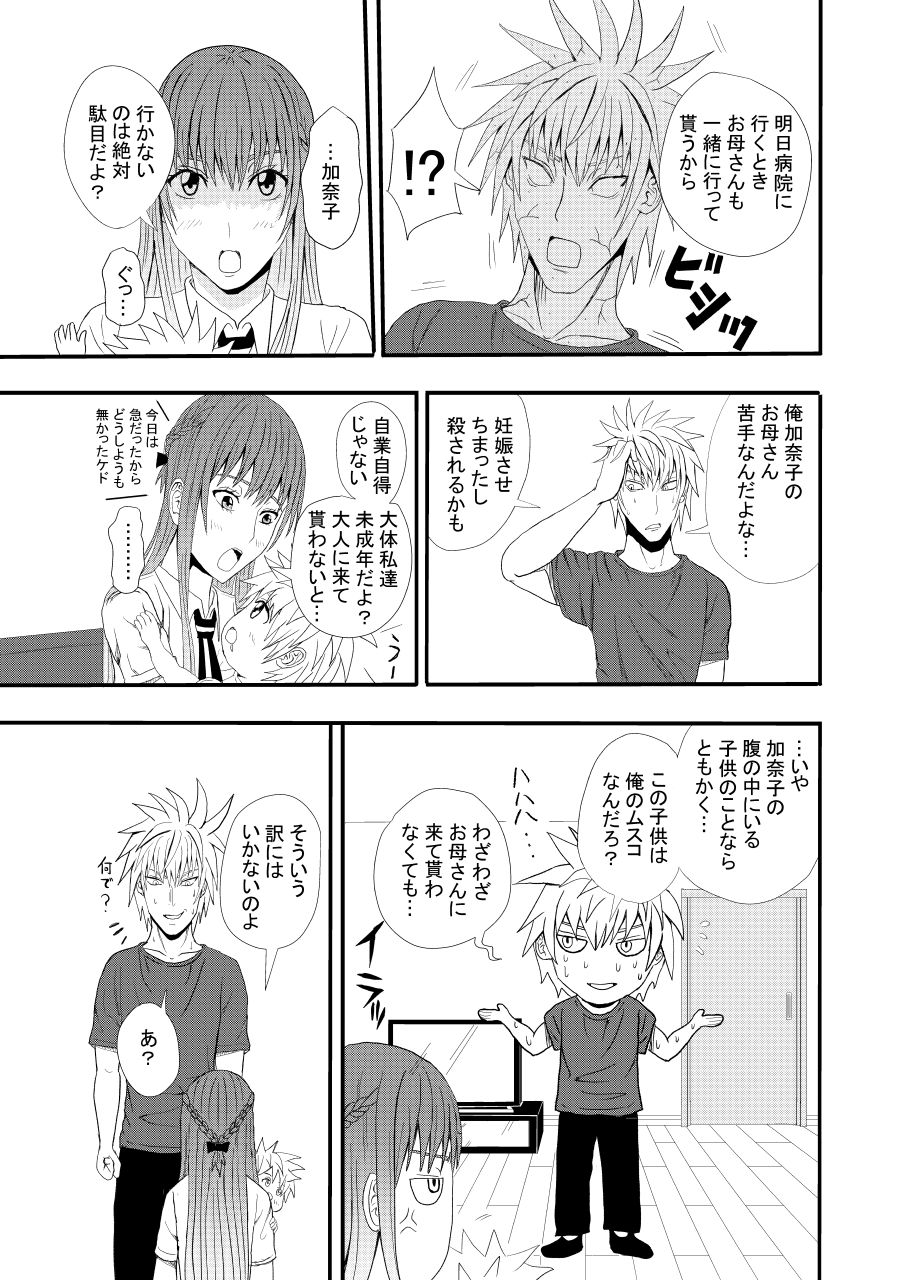 明日病院に
行くとき
お母さんも
一緒に行って
貰うから
!?
ビシッ
…加奈子
行かない
のは絶対
駄目だよ?
ぐっ…
俺加奈子の
お母さん
苦手なんだよな…
妊娠させ
ちまったし
殺されるかも
自業自得
じゃない
大体私達
未成年だよ?
大人に来て
貰わないと…
うー
今日は
急だったから
どうしようも
無かったケド
………
…いや
加奈子の
腹の中にいる
子供のことなら
ともかく…
この子供は
俺のムスコ
なんだろ?
ハハ…
わざわざ
お母さんに
来て貰わ
なくても…
イラッ
そういう
訳には
いかないのよ
何で?
あ?